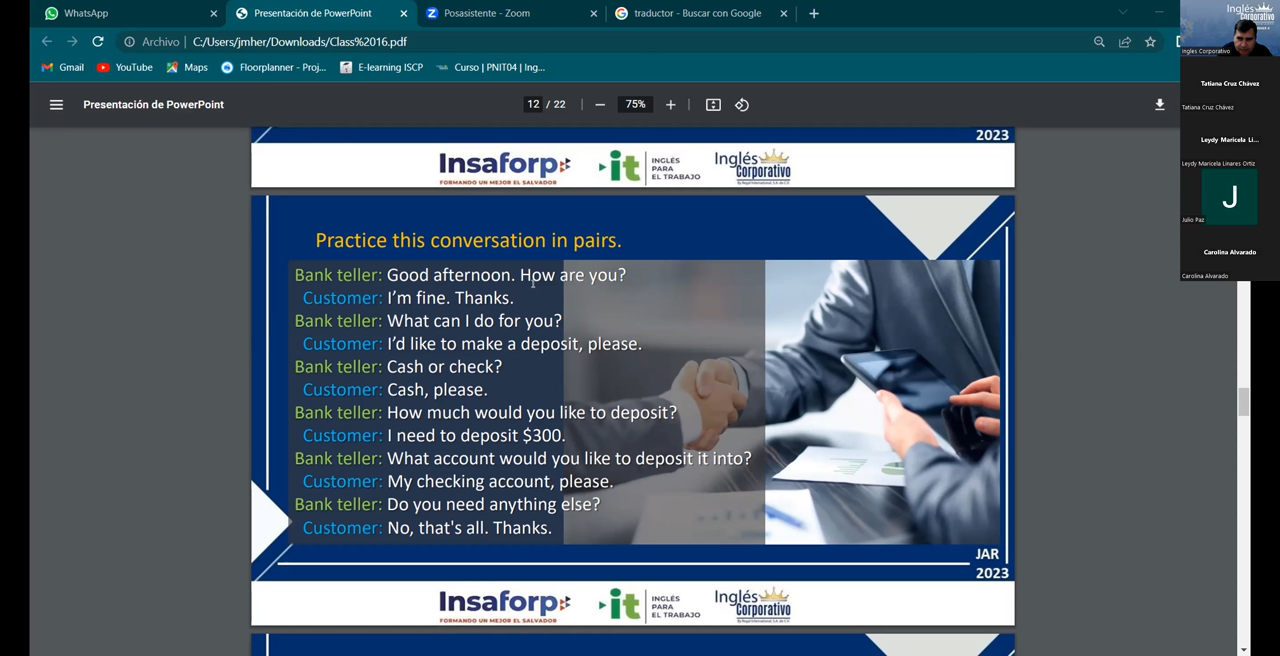 WhatsApp
Presentación de PowerPoint
Posasistente - Zoom
traductor - Buscar con Google
Archivo
C:/Users/jmher/Downloads/Class%2016.pdf
Gmail
YouTube
Maps
Floorplanner - Proj...
E-learning ISCP
Curso | PNIT04 | Ing...
Presentación de PowerPoint
12 / 22
75%
2023
Insaforp
FORMANDO UN MEJOR EL SALVADOR
it
INGLÉS
PARA
EL TRABAJO
Inglés
Corporativo
Practice this conversation in pairs.
Bank teller: Good afternoon. How are you?
Customer: I'm fine. Thanks.
Bank teller: What can I do for you?
Customer: I'd like to make a deposit, please.
Bank teller: Cash or check?
Customer: Cash, please.
Bank teller: How much would you like to deposit?
Customer: I need to deposit $300.
Bank teller: What account would you like to deposit it into?
Customer: My checking account, please.
Bank teller: Do you need anything else?
Customer: No, that's all. Thanks.
JAR
2023
Insaforp
FORMANDO UN MEJOR EL SALVADOR
it
INGLÉS
PARA
EL TRABAJO
Inglés
Corporativo
Inglés
Corporativo
Ingles Corporativo
Tatiana Cruz Chávez
Tatiana Cruz Chávez
Leydy Maricela Li...
Leydy Maricela Linares Ortiz
J
Julio Paz
Carolina Alvarado
Carolina Alvarado